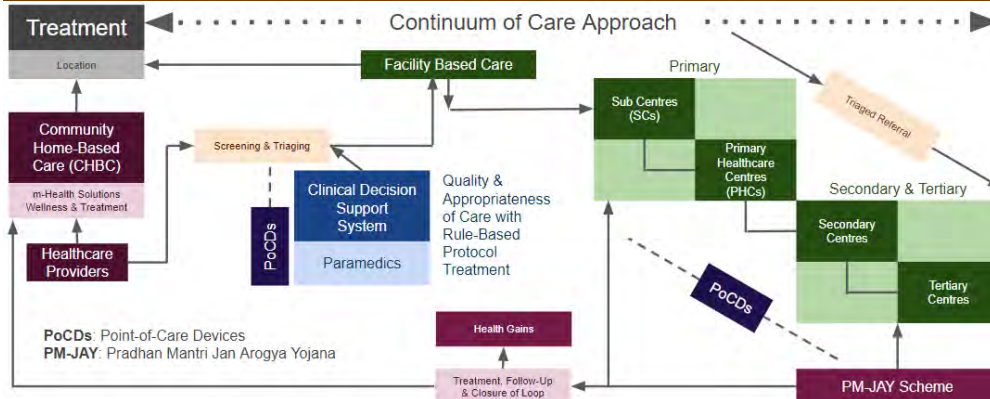 Treatment
Continuum of Care Approach
Location
Facility Based Care
Primary
Community
Home-Based
Care (CHBC)
Screening & Triaging
Sub Centres
(SCs)
Triaged Referral
m-Health Solutions
Wellness & Treatment
Clinical Decision
Support
System
Quality &
Appropriateness
of Care with
Rule-Based
Protocol
Treatment
Primary
Healthcare
Centres
(PHCs)
Secondary & Tertiary
Healthcare
Providers
PoCDs
Paramedics
Secondary
Centres
PoCDs
Tertiary
Centres
PoCDs: Point-of-Care Devices
PM-JAY: Pradhan Mantri Jan Arogya Yojana
Health Gains
Treatment, Follow-Up
& Closure of Loop
PM-JAY Scheme